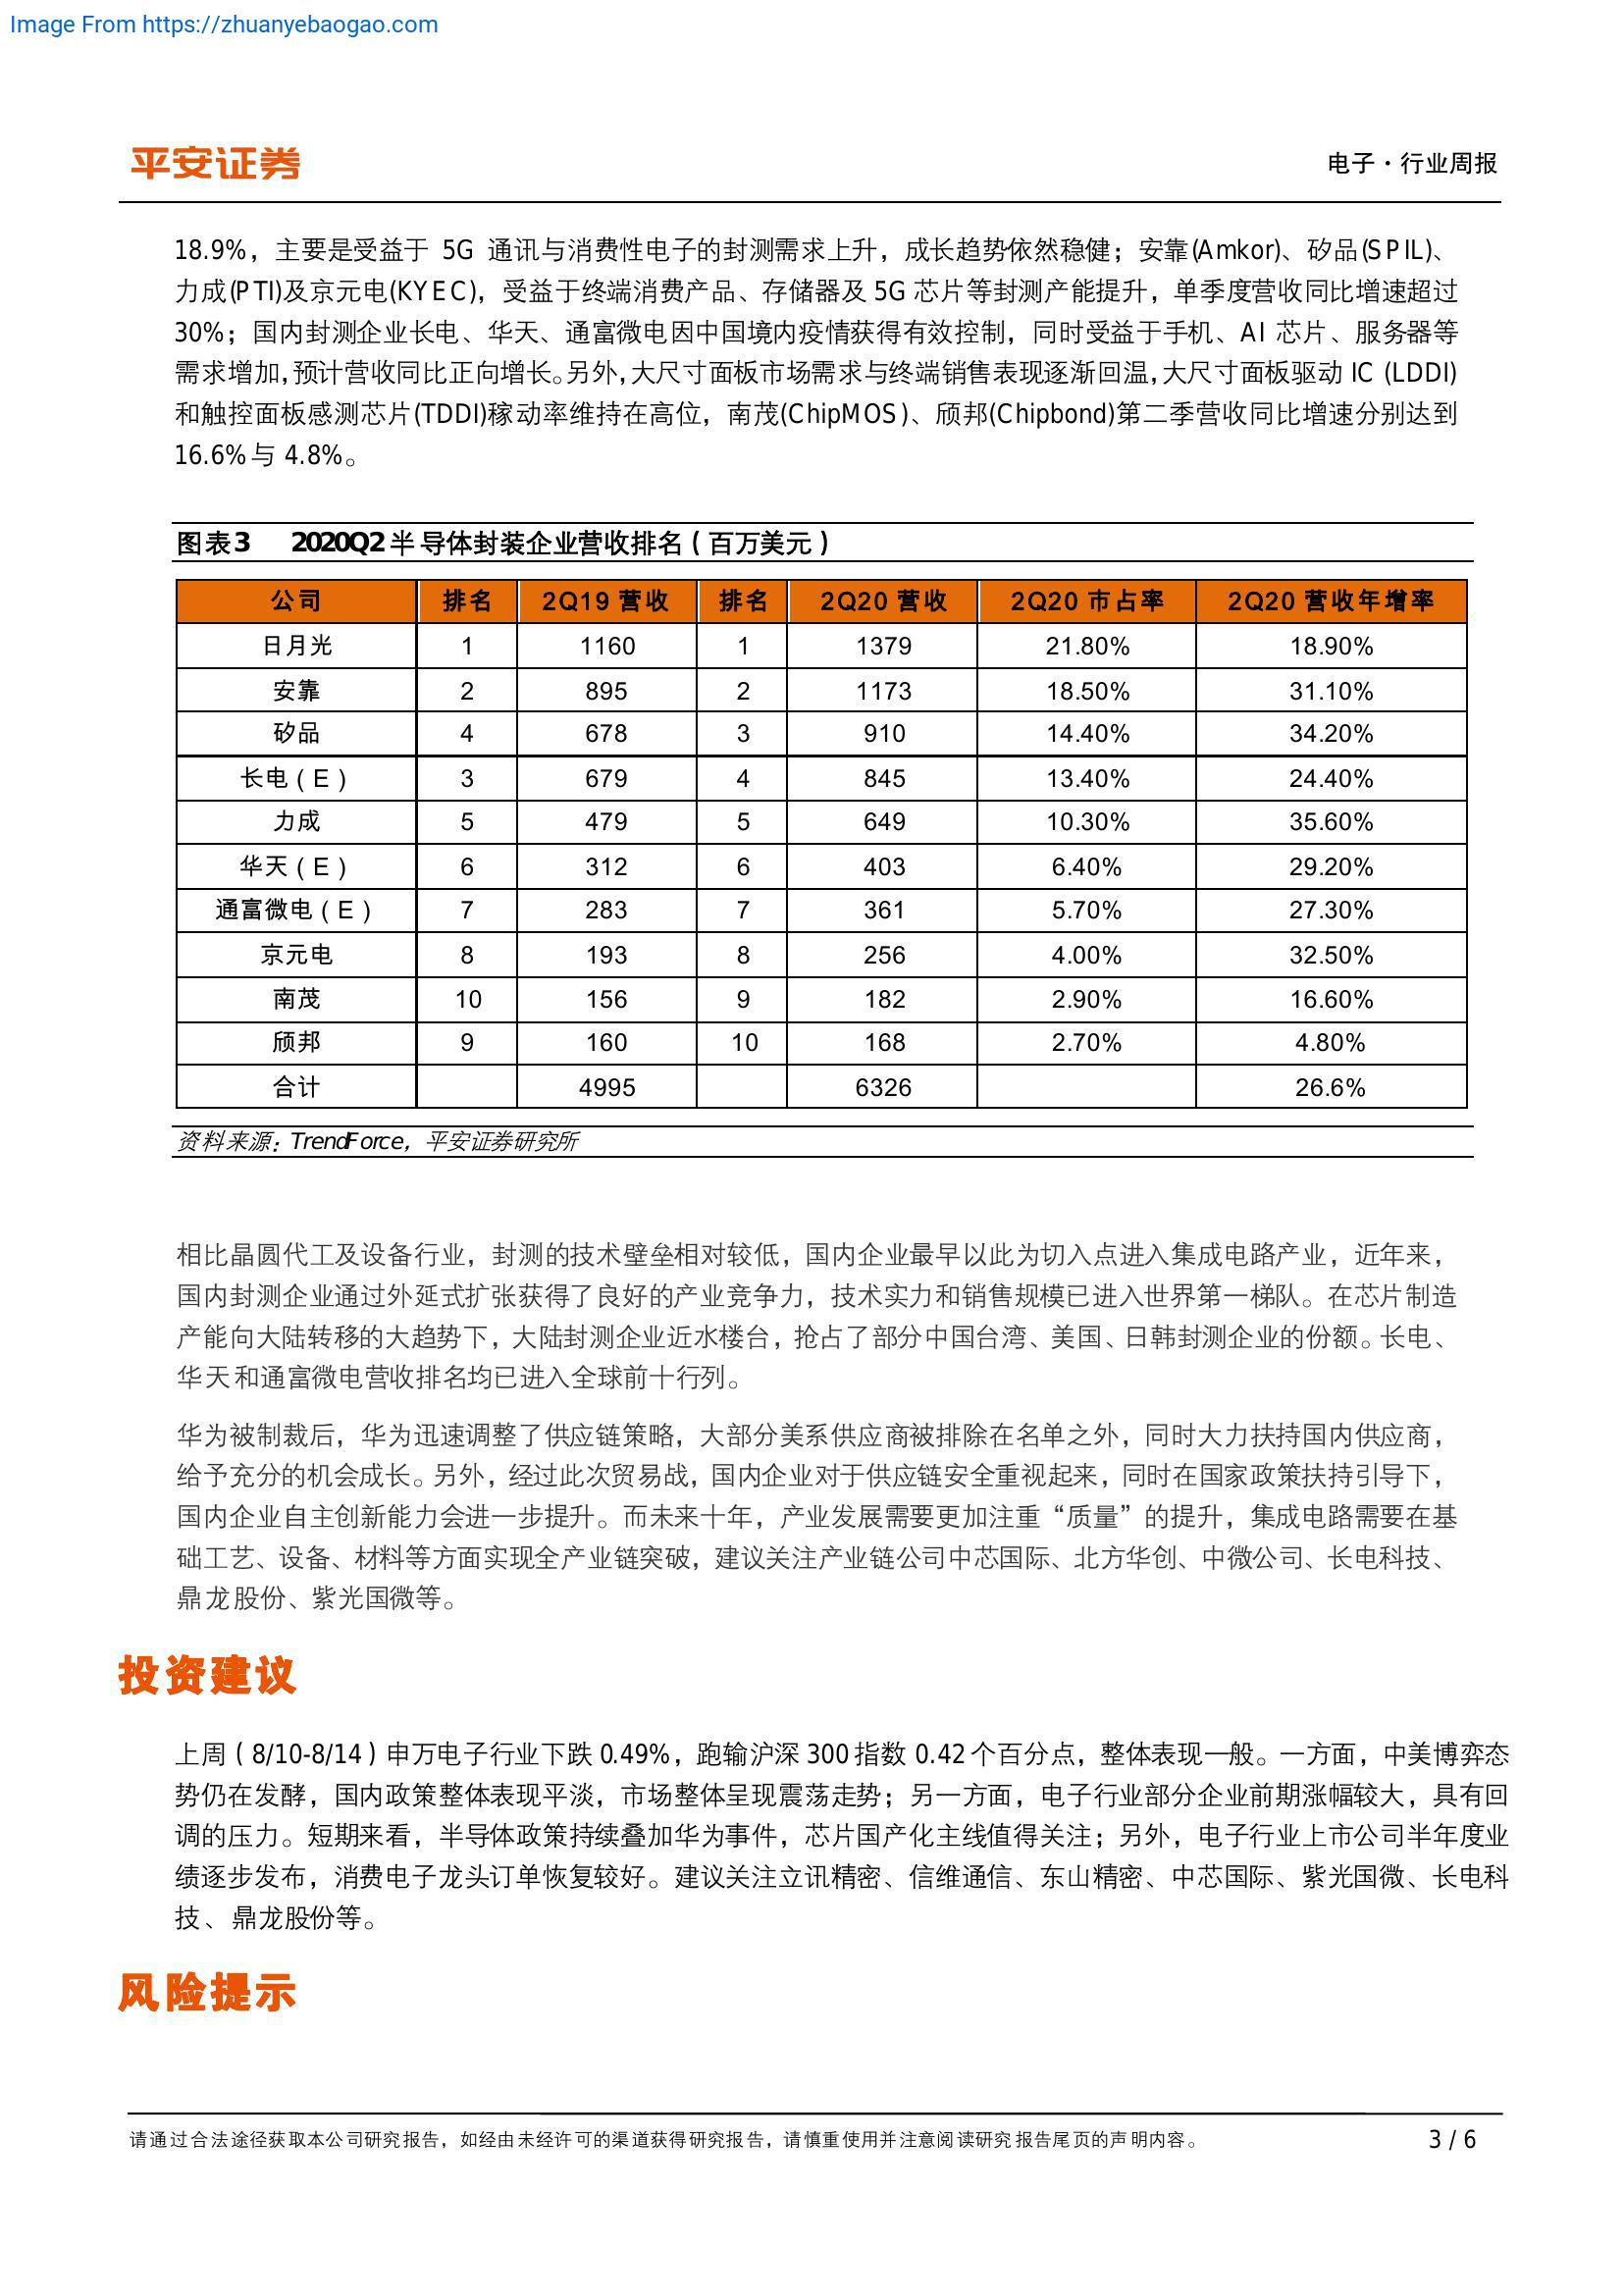 Image From https://zhuanyebaogao.com
平安证券
电子·行业周报
18.9%，主要是受益于 5G 通讯与消费性电子的封测需求上升，成长趋势依然稳健；安靠(Amkor)、矽品(SPIL)、
力成(PTI)及京元电(KYEC)，受益于终端消费产品、存储器及 5G 芯片等封测产能提升，单季度营收同比增速超过
30%；国内封测企业长电、华天、通富微电因中国境内疫情获得有效控制，同时受益于手机、AI 芯片、服务器等
需求增加，预计营收同比正向增长。另外，大尺寸面板市场需求与终端销售表现逐渐回温，大尺寸面板驱动 IC (LDDI)
和触控面板感测芯片(TDDI)稼动率维持在高位，南茂(ChipMOS)、颀邦(Chipbond)第二季营收同比增速分别达到
16.6%与 4.8%。
图表3 2020Q2 半导体封装企业营收排名（百万美元）
公司 排名 2Q19 营收 排名 2Q20 营收 2Q20 市占率 2Q20 营收年增率
日月光 1 1160 1 1379 21.80% 18.90%
安靠 2 895 2 1173 18.50% 31.10%
矽品 4 678 3 910 14.40% 34.20%
长电（E） 3 679 4 845 13.40% 24.40%
力成 5 479 5 649 10.30% 35.60%
华天（E） 6 312 6 403 6.40% 29.20%
通富微电（E） 7 283 7 361 5.70% 27.30%
京元电 8 193 8 256 4.00% 32.50%
南茂 10 156 9 182 2.90% 16.60%
颀邦 9 160 10 168 2.70% 4.80%
合计 4995 6326 26.6%
资料来源：TrendForce，平安证券研究所
相比晶圆代工及设备行业，封测的技术壁垒相对较低，国内企业最早以此为切入点进入集成电路产业，近年来，
国内封测企业通过外延式扩张获得了良好的产业竞争力，技术实力和销售规模已进入世界第一梯队。在芯片制造
产能向大陆转移的大趋势下，大陆封测企业近水楼台，抢占了部分中国台湾、美国、日韩封测企业的份额。长电、
华天和通富微电营收排名均已进入全球前十行列。
华为被制裁后，华为迅速调整了供应链策略，大部分美系供应商被排除在名单之外，同时大力扶持国内供应商，
给予充分的机会成长。另外，经过此次贸易战，国内企业对于供应链安全重视起来，同时在国家政策扶持引导下，
国内企业自主创新能力会进一步提升。而未来十年，产业发展需要更加注重“质量”的提升，集成电路需要在基
础工艺、设备、材料等方面实现全产业链突破，建议关注产业链公司中芯国际、北方华创、中微公司、长电科技、
鼎龙股份、紫光国微等。
投资建议
上周（8/10-8/14）申万电子行业下跌 0.49%，跑输沪深 300 指数 0.42 个百分点，整体表现一般。一方面，中美博弈态
势仍在发酵，国内政策整体表现平淡，市场整体呈现震荡走势；另一方面，电子行业部分企业前期涨幅较大，具有回
调的压力。短期来看，半导体政策持续叠加华为事件，芯片国产化主线值得关注；另外，电子行业上市公司半年度业
绩逐步发布，消费电子龙头订单恢复较好。建议关注立讯精密、信维通信、东山精密、中芯国际、紫光国微、长电科
技、鼎龙股份等。
风险提示
请通过合法途径获取本公司研究报告，如经由未经许可的渠道获得研究报告，请慎重使用并注意阅读研究报告尾页的声明内容。
3 / 6